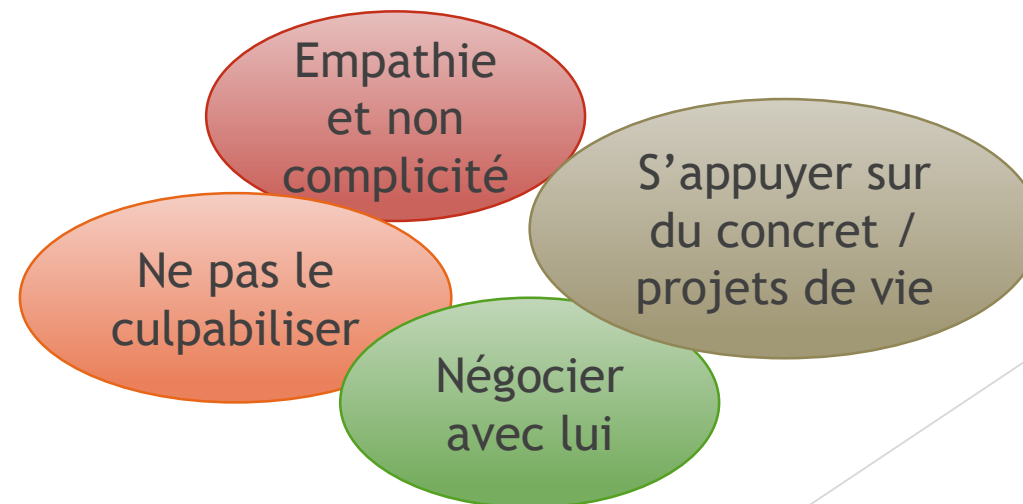 Empathie
et non
complicité
S’appuyer sur
du concret /
projets de vie
Ne pas le
culpabiliser
Négocier
avec lui